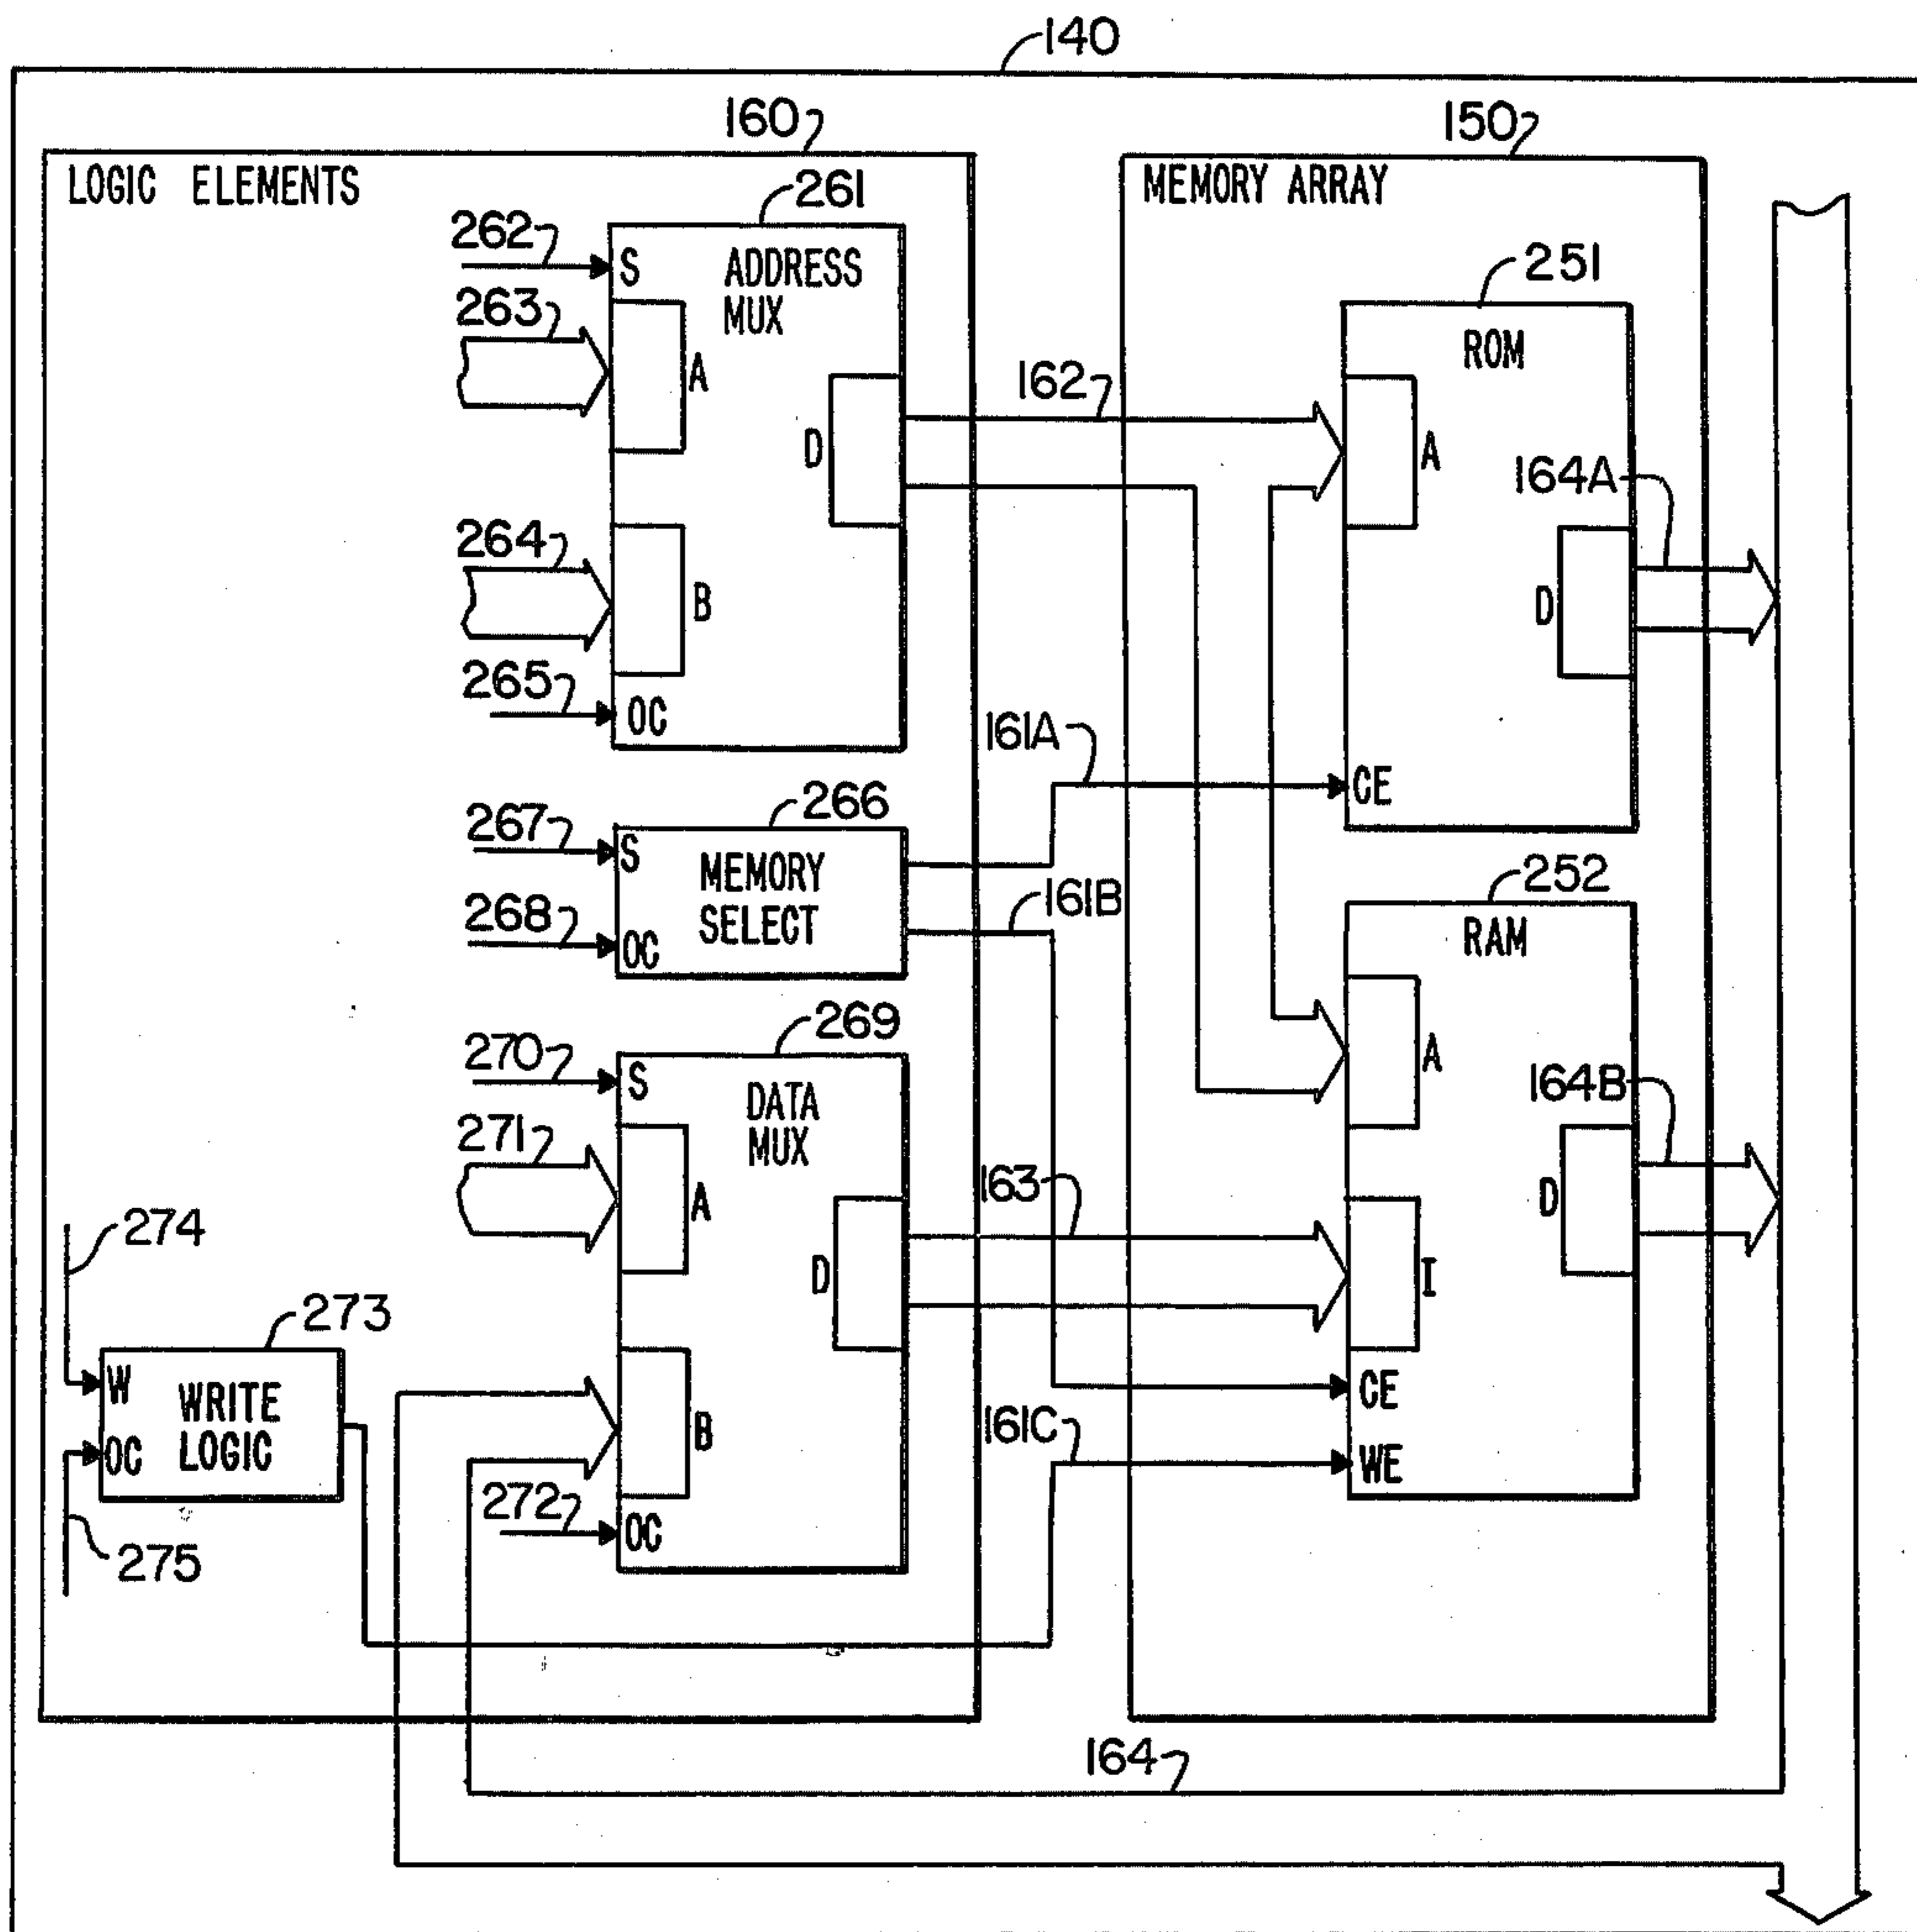 140
160
150
LOGIC ELEMENTS
MEMORY ARRAY
261
262
S
ADDRESS
MUX
263
A
D
264
B
265
OC
162
251
ROM
A
164A
D
161A
CE
266
267
S
MEMORY
SELECT
268
OC
161B
252
RAM
A
164B
D
269
270
S
DATA
MUX
271
A
D
163
I
274
273
W
WRITE
LOGIC
OC
275
B
272
OC
CE
161C
WE
164